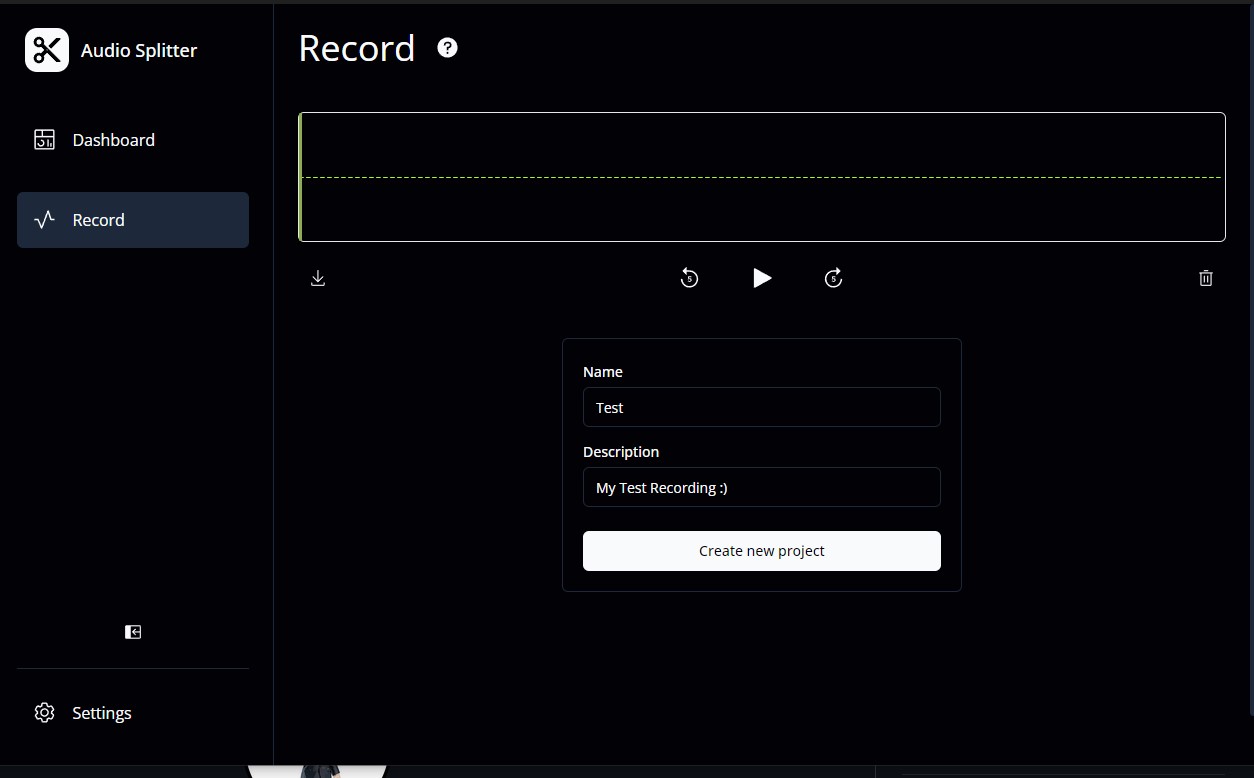 Audio Splitter
Record
?
Dashboard
Record
5
5
Name
Test
Description
My Test Recording :)
Create new project
Settings